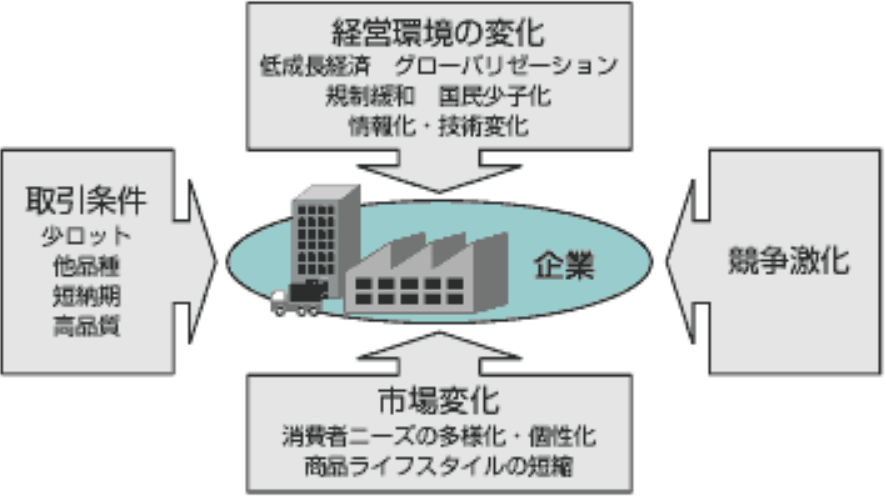 経営環境の変化
低成長経済　グローバリゼーション
規制緩和　国民少子化
情報化・技術変化
取引条件
少ロット
他品種
短納期
高品質
企業
競争激化
市場変化
消費者ニーズの多様化・個性化
商品ライフスタイルの短縮